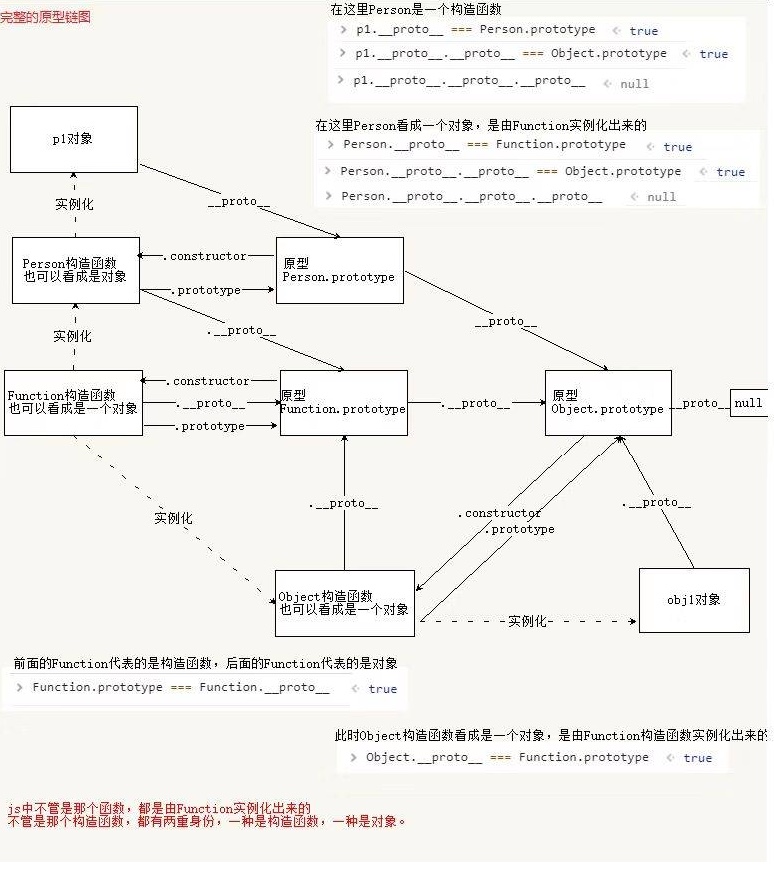 完整的原型链图
在这里Person是一个构造函数
> p1.__proto__ === Person.prototype <· true
> p1.__proto__.__proto__ === Object.prototype <· true
> p1.__proto__.__proto__.__proto__ <· null
在这里Person看成一个对象，是由Function实例化出来的
> Person.__proto__ === Function.prototype <· true
> Person.__proto__.__proto__ === Object.prototype <· true
> Person.__proto__.__proto__.__proto__ <· null
p1对象
实例化
.__proto__
Person构造函数
也可以看成是对象
.constructor
.prototype
原型
Person.prototype
实例化
.__proto__
__proto__
Function构造函数
也可以看成是一个对象
.constructor
.__proto__
.prototype
原型
Function.prototype
.__proto__
原型
Object.prototype
__proto__
null
实例化
.__proto__
.constructor
.prototype
.__proto__
Object构造函数
也可以看成是一个对象
实例化
obj1对象
前面的Function代表的是构造函数，后面的Function代表的是对象
> Function.prototype === Function.__proto__ <· true
此时Object构造函数看成是一个对象，是由Function构造函数实例化出来的
> Object.__proto__ === Function.prototype <· true
js中不管是那个函数，都是由Function实例化出来的
不管是那个构造函数，都有两重身份，一种是构造函数，一种是对象。